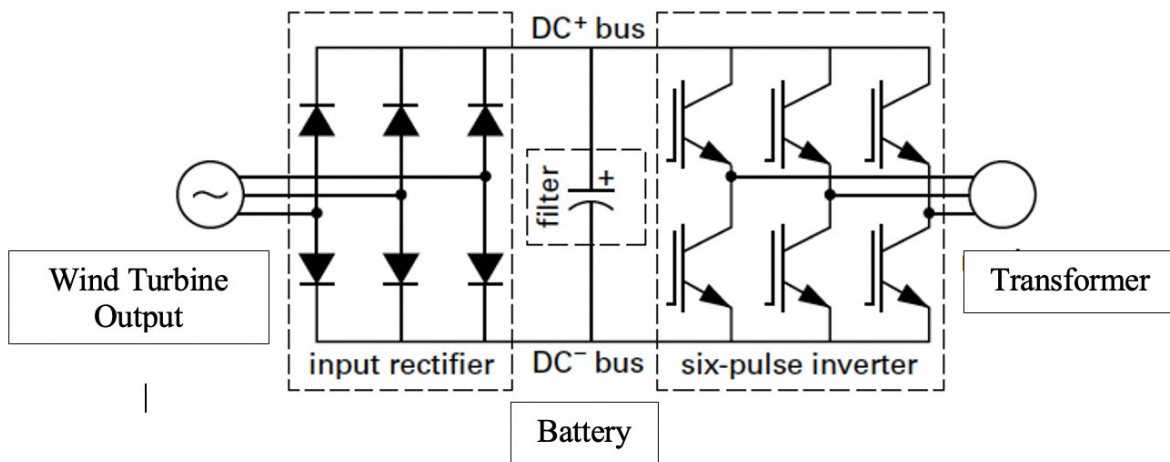 DC⁺ bus
filter
+
Wind Turbine
Output
Transformer
input rectifier
DC⁻ bus
six-pulse inverter
Battery